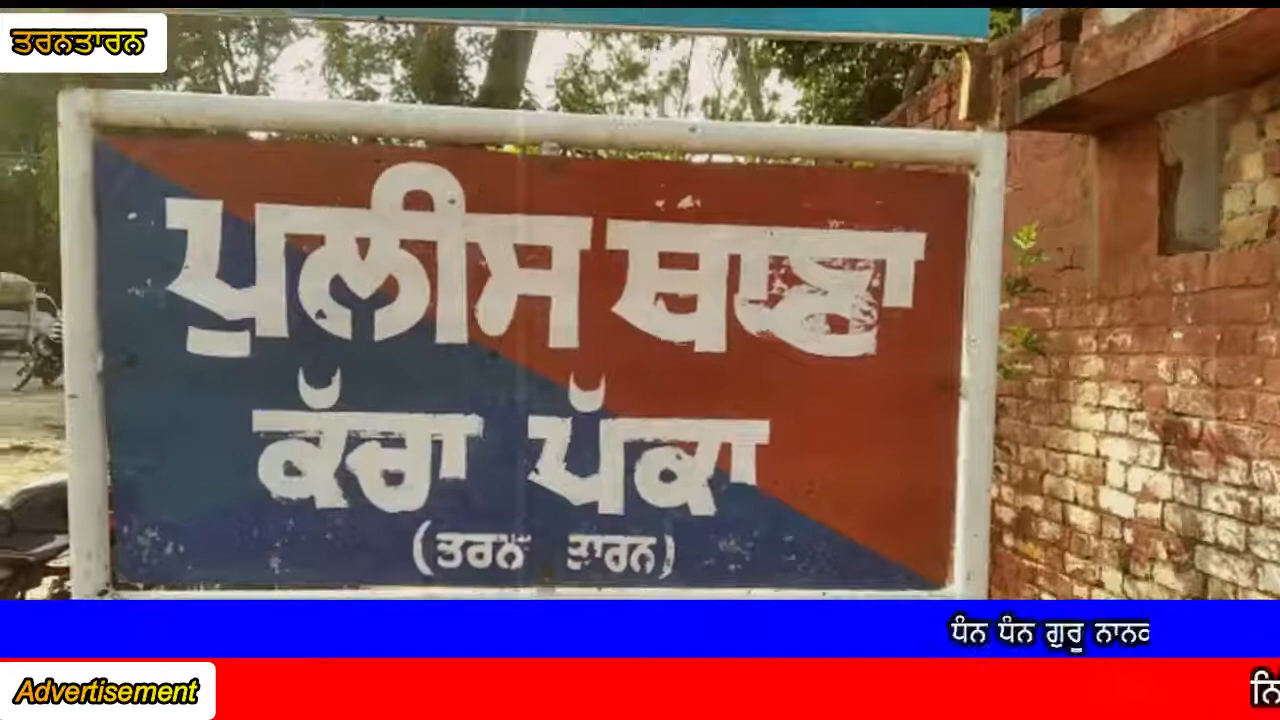 ਤਰਨਤਾਰਨ
ਪੁਲੀਸ ਥਾਣਾ
ਕੱਚਾ ਪੱਕਾ
(ਤਰਨ ਤਾਰਨ)
ਧੰਨ ਧੰਨ ਗੁਰੂ ਨਾਨਕ
Advertisement